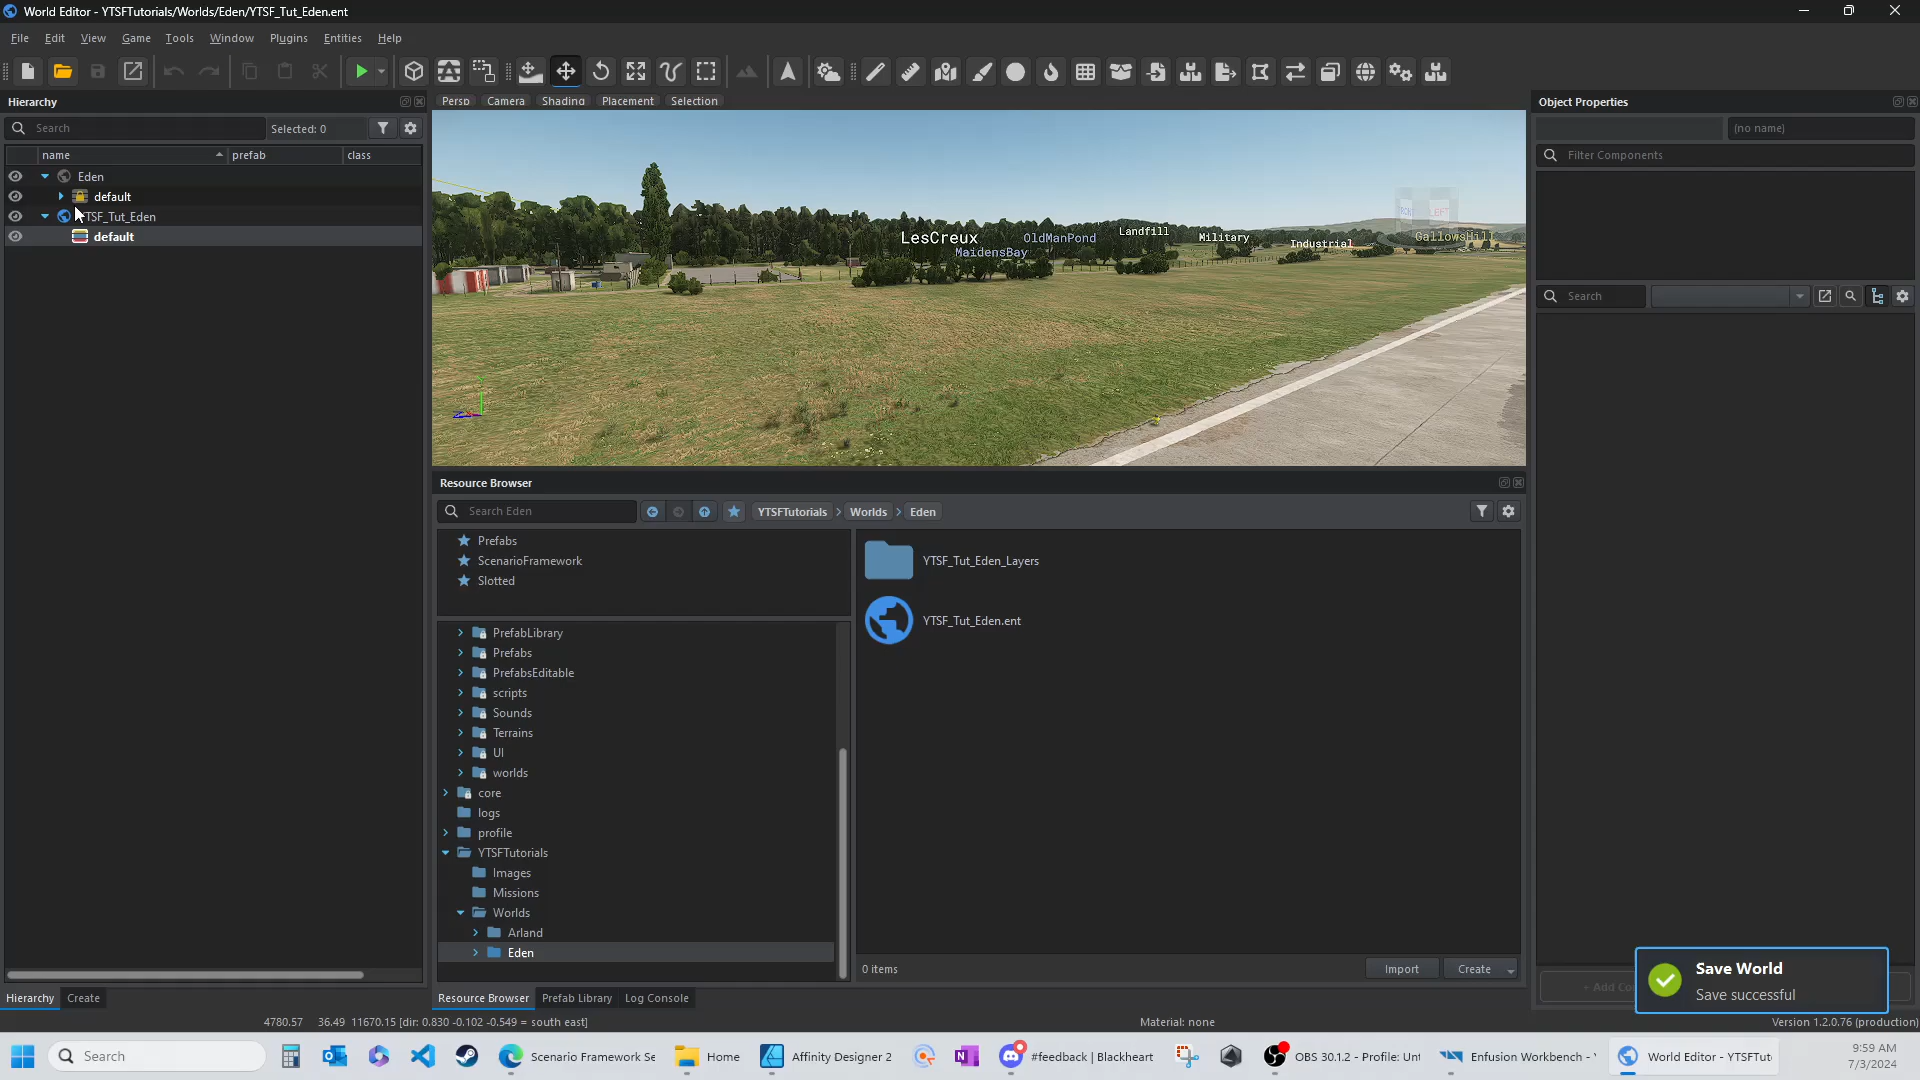 World Editor - YTSFTutorials/Worlds/Eden/YTSF_Tut_Eden.ent
File Edit View Game Tools Window Plugins Entities Help
Hierarchy
Search
Selected: 0
name prefab class
Eden
default
TSF_Tut_Eden
default
Persp Camera Shading Placement Selection
LesCreux OldManPond Landfill Military Industrial GallowsHill
MaidensBay
LEFT
Object Properties
(no name)
Filter Components
Search
Resource Browser
Search Eden
YTSFTutorials > Worlds > Eden
Prefabs
ScenarioFramework
Slotted
PrefabLibrary
Prefabs
PrefabsEditable
scripts
Sounds
Terrains
UI
worlds
core
logs
profile
YTSFTutorials
Images
Missions
Worlds
Arland
Eden
YTSF_Tut_Eden_Layers
YTSF_Tut_Eden.ent
0 items
Import Create
+ Add Co
Save World
Save successful
Hierarchy Create
Resource Browser Prefab Library Log Console
4780.57 36.49 11670.15 [dir: 0.830 -0.102 -0.549 = south east]
Material: none
Version 1.2.0.76 (production)
Search
Scenario Framework Se
Home
Affinity Designer 2
#feedback | Blackheart
OBS 30.1.2 - Profile: Unt
Enfusion Workbench -
World Editor - YTSFTut
9:59 AM
7/3/2024